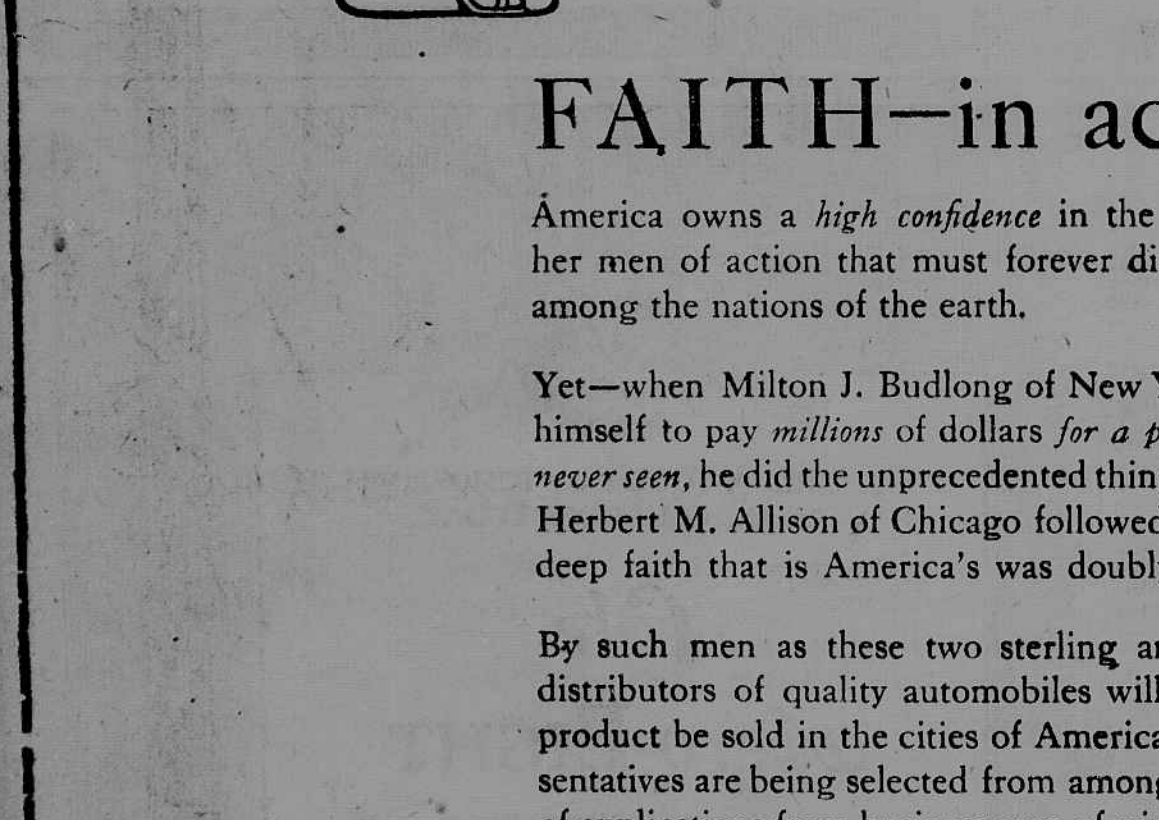 FAITH—in ac
America owns a high confidence in the
her men of action that must forever di
among the nations of the earth.
Yet—when Milton J. Budlong of New Y
himself to pay millions of dollars for a p
never seen, he did the unprecedented thin
Herbert M. Allison of Chicago followed
deep faith that is America's was doubl
By such men as these two sterling an
distributors of quality automobiles will
product be sold in the cities of America
sentatives are being selected from among